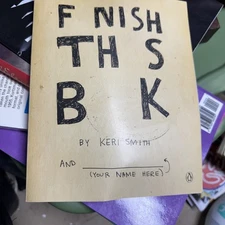 F NISH
TH S
B K
BY KERI SMITH
AND
(YOUR NAME HERE)